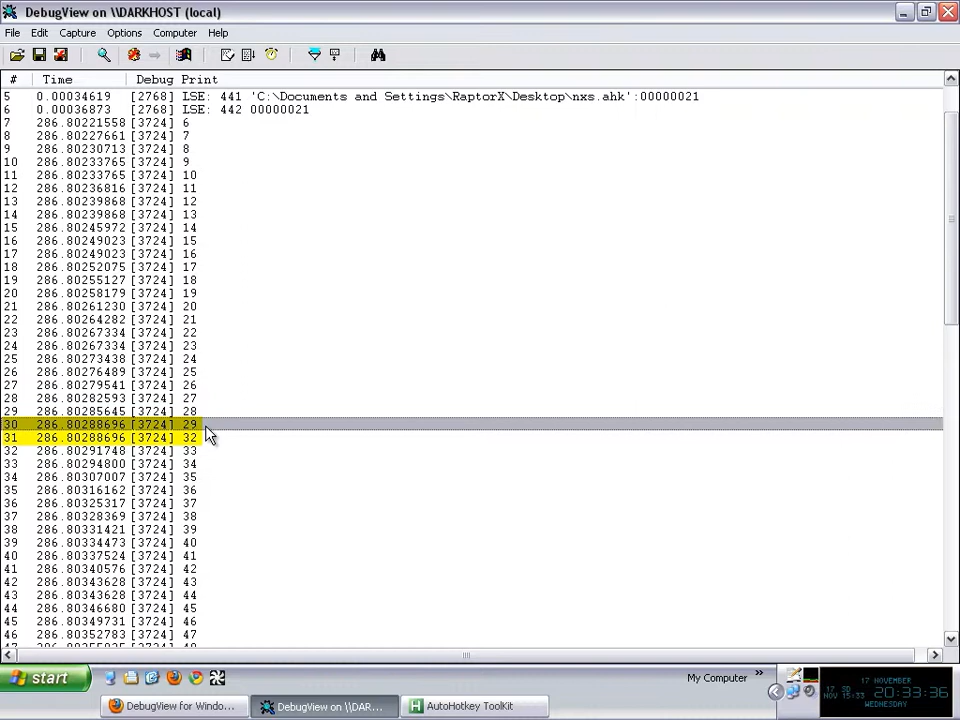 DebugView on \\DARKHOST (local)
File Edit Capture Options Computer Help
# Time Debug Print
5 0.00034619 [2768] LSE: 441 'C:\Documents and Settings\RaptorX\Desktop\nxs.ahk':00000021
6 0.00036873 [2768] LSE: 442 00000021
7 286.80221558 [3724] 6
8 286.80227661 [3724] 7
9 286.80230713 [3724] 8
10 286.80233765 [3724] 9
11 286.80233765 [3724] 10
12 286.80236816 [3724] 11
13 286.80239868 [3724] 12
14 286.80239868 [3724] 13
15 286.80245972 [3724] 14
16 286.80249023 [3724] 15
17 286.80249023 [3724] 16
18 286.80252075 [3724] 17
19 286.80255127 [3724] 18
20 286.80258179 [3724] 19
21 286.80261230 [3724] 20
22 286.80264282 [3724] 21
23 286.80267334 [3724] 22
24 286.80267334 [3724] 23
25 286.80273438 [3724] 24
26 286.80276489 [3724] 25
27 286.80279541 [3724] 26
28 286.80282593 [3724] 27
29 286.80285645 [3724] 28
30 286.80288696 [3724] 29
31 286.80288696 [3724] 32
32 286.80291748 [3724] 33
33 286.80294800 [3724] 34
34 286.80307007 [3724] 35
35 286.80316162 [3724] 36
36 286.80325317 [3724] 37
37 286.80328369 [3724] 38
38 286.80331421 [3724] 39
39 286.80334473 [3724] 40
40 286.80337524 [3724] 41
41 286.80340576 [3724] 42
42 286.80343628 [3724] 43
43 286.80343628 [3724] 44
44 286.80346680 [3724] 45
45 286.80349731 [3724] 46
46 286.80352783 [3724] 47
start
My Computer »
17 NOVEMBER
17 SD
NOV 15:33
20:33:36
WEDNESDAY
DebugView for Windo...
DebugView on \\DAR...
AutoHotkey ToolKit